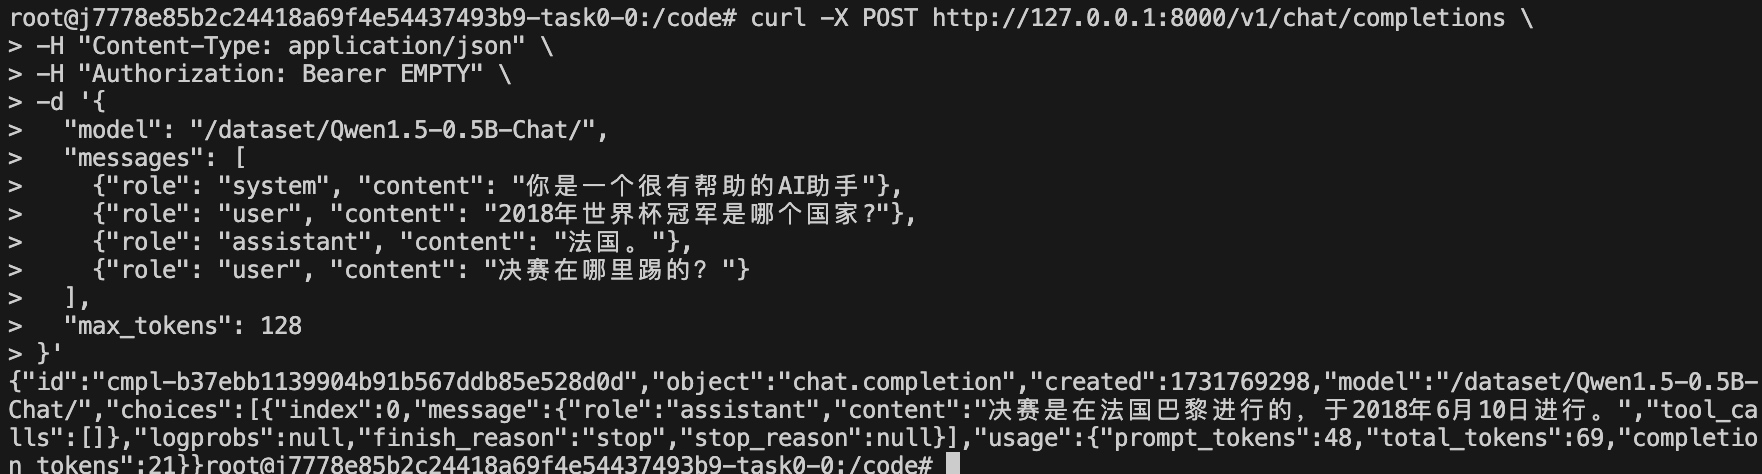 root@j7778e85b2c24418a69f4e54437493b9-task0-0:/code# curl -X POST http://127.0.0.1:8000/v1/chat/completions \
> -H "Content-Type: application/json" \
> -H "Authorization: Bearer EMPTY" \
> -d '{
>   "model": "/dataset/Qwen1.5-0.5B-Chat/",
>   "messages": [
>     {"role": "system", "content": "你是一个很有帮助的AI助手"},
>     {"role": "user", "content": "2018年世界杯冠军是哪个国家?"},
>     {"role": "assistant", "content": "法国。"},
>     {"role": "user", "content": "决赛在哪里踢的？"}
>   ],
>   "max_tokens": 128
> }'
{"id":"cmpl-b37ebb1139904b91b567ddb85e528d0d","object":"chat.completion","created":1731769298,"model":"/dataset/Qwen1.5-0.5B-
Chat/","choices":[{"index":0,"message":{"role":"assistant","content":"决赛是在法国巴黎进行的，于2018年6月10日进行。","tool_ca
lls":[]},"logprobs":null,"finish_reason":"stop","stop_reason":null}],"usage":{"prompt_tokens":48,"total_tokens":69,"completio
n_tokens":21}}root@j7778e85b2c24418a69f4e54437493b9-task0-0:/code#